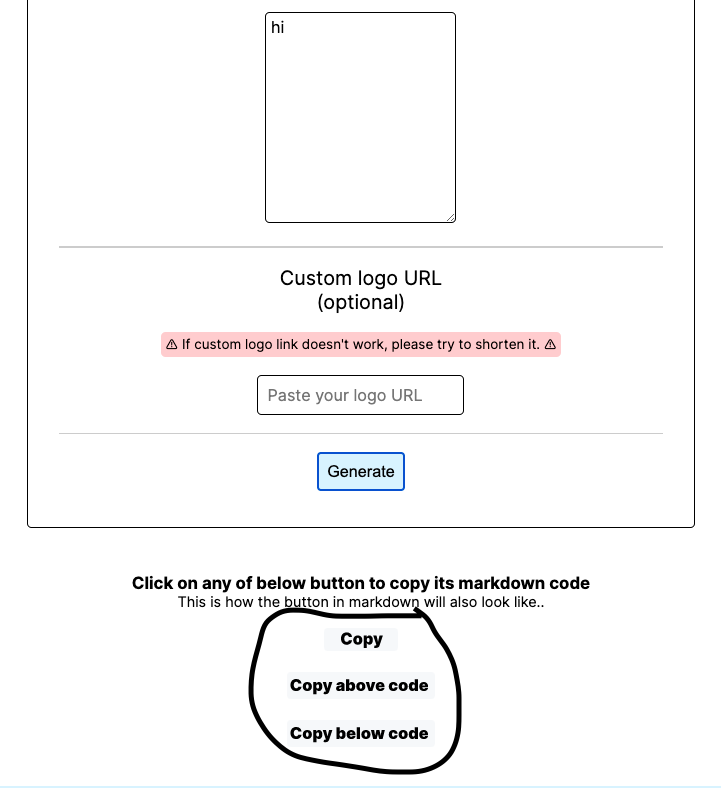 hi
Custom logo URL
(optional)
⚠ If custom logo link doesn't work, please try to shorten it. ⚠
Paste your logo URL
Generate
Click on any of below button to copy its markdown code
This is how the button in markdown will also look like..
Copy
Copy above code
Copy below code